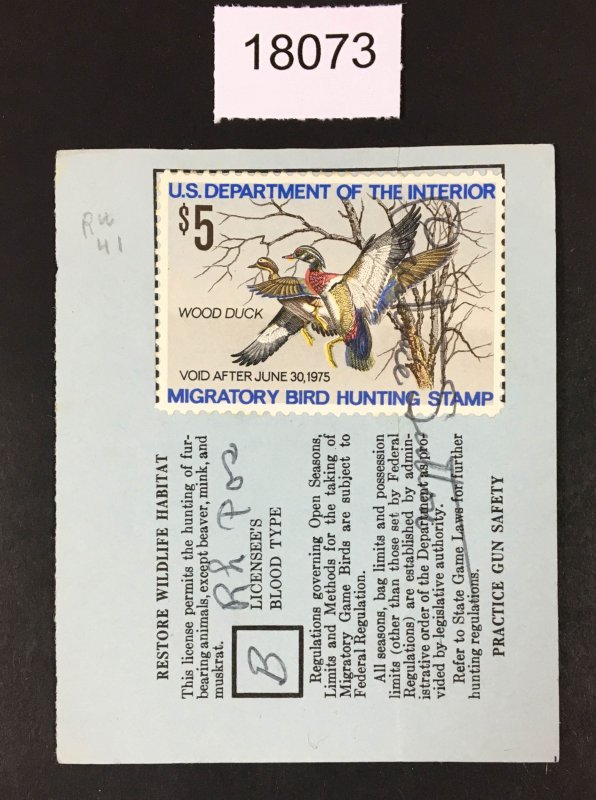 18073
RW
41
U.S. DEPARTMENT OF THE INTERIOR
$5
WOOD DUCK
VOID AFTER JUNE 30, 1975
MIGRATORY BIRD HUNTING STAMP
RESTORE WILDLIFE HABITAT
This license permits the hunting of fur-
bearing animals, except beaver, mink, and
muskrat.
B
Rh Pos
LICENSEE'S
BLOOD TYPE
Regulations governing Open Seasons,
Limits and Methods for the taking of
Migratory Game Birds are subject to
Federal Regulation.
All seasons, bag limits and possession
limits (other than those set by Federal
Regulations) are established by admin-
istrative order of the Department as pro-
vided by legislative authority.
Refer to State Game Laws for further
hunting regulations.
PRACTICE GUN SAFETY